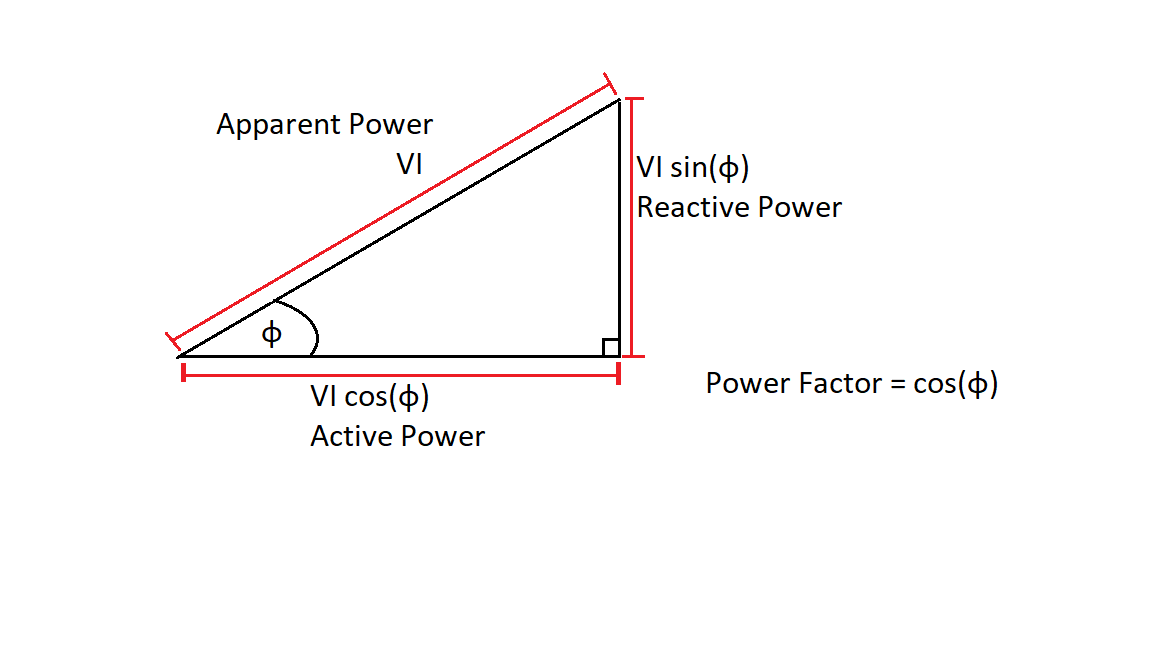 Apparent Power
VI
VI sin(ϕ)
Reactive Power
ϕ
VI cos(ϕ)
Active Power
Power Factor = cos(ϕ)